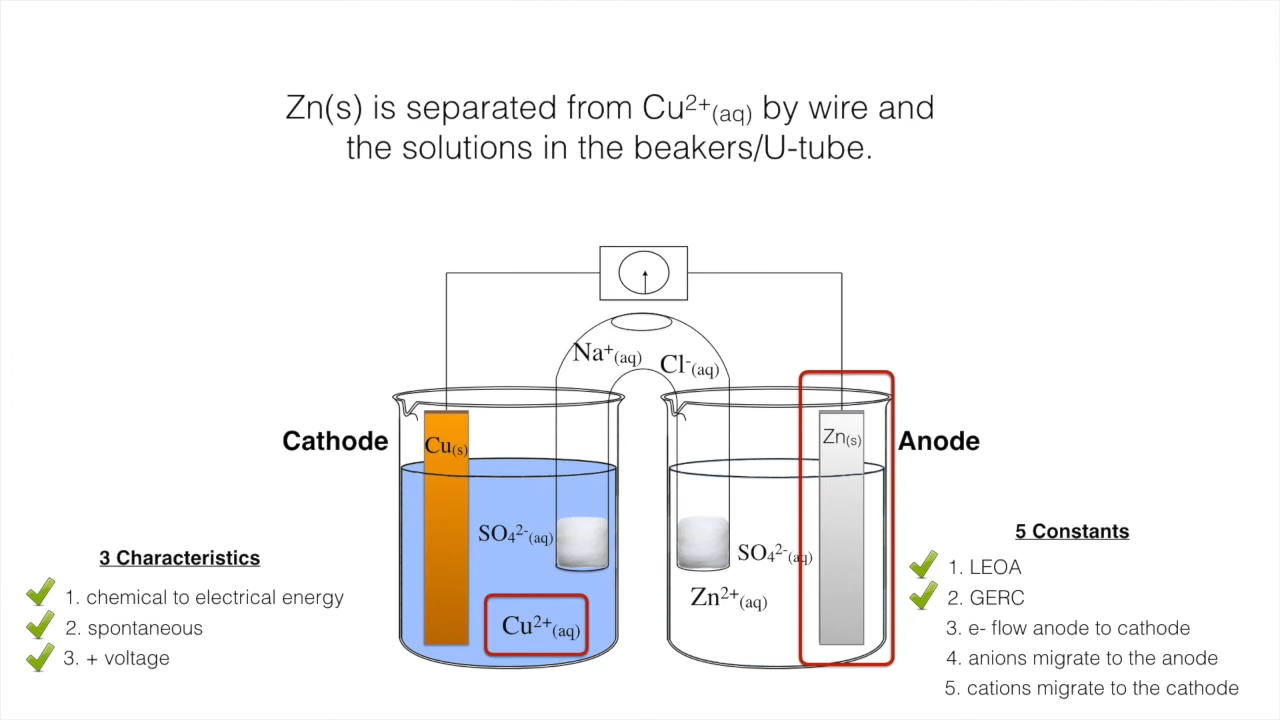 Zn(s) is separated from Cu²⁺(aq) by wire and
the solutions in the beakers/U-tube.
Na⁺(aq)
Cl⁻(aq)
Cathode
Cu(s)
Zn(s)
Anode
SO₄²⁻(aq)
SO₄²⁻(aq)
Zn²⁺(aq)
Cu²⁺(aq)
3 Characteristics
1. chemical to electrical energy
2. spontaneous
3. + voltage
5 Constants
1. LEOA
2. GERC
3. e- flow anode to cathode
4. anions migrate to the anode
5. cations migrate to the cathode